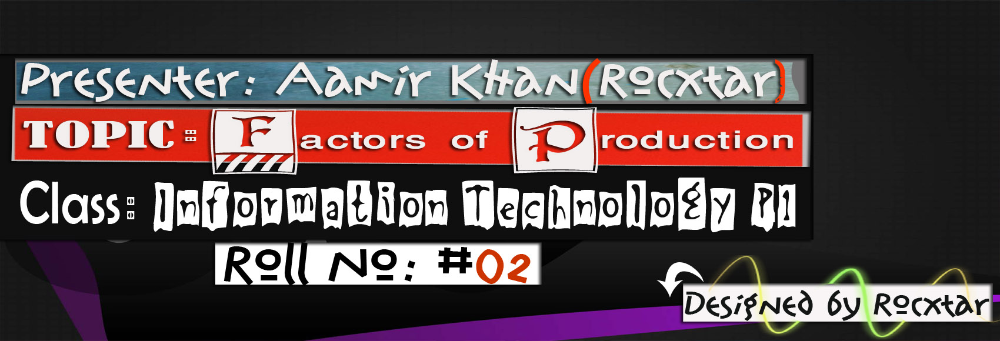 Presenter: Aamir Khan(Rocxtar)
TOPIC: Factors of Production
Class: Information Technology P1
Roll No: #02
Designed by Rocxtar